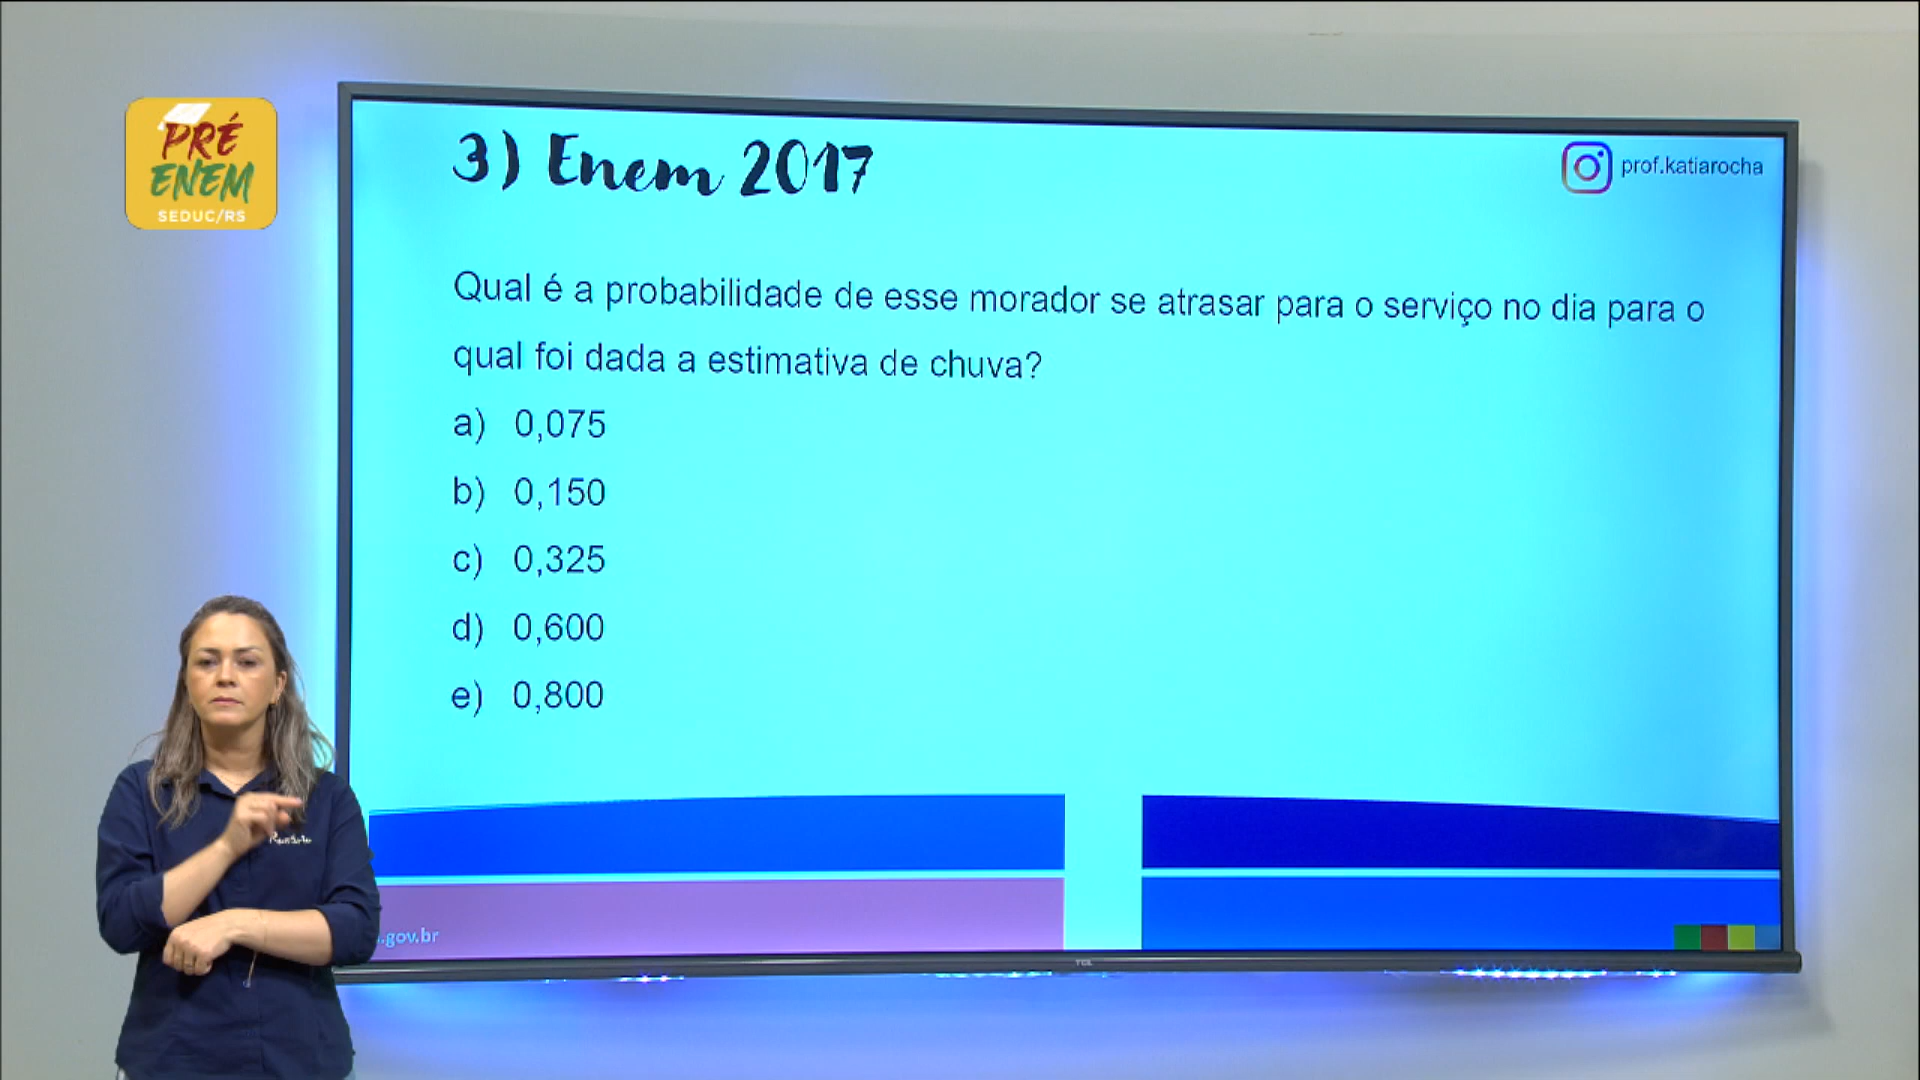 PRÉ
ENEM
SEDUC/RS
3) Enem 2017
prof.katiarocha
Qual é a probabilidade de esse morador se atrasar para o serviço no dia para o
qual foi dada a estimativa de chuva?
a) 0,075
b) 0,150
c) 0,325
d) 0,600
e) 0,800
.gov.br
TCL